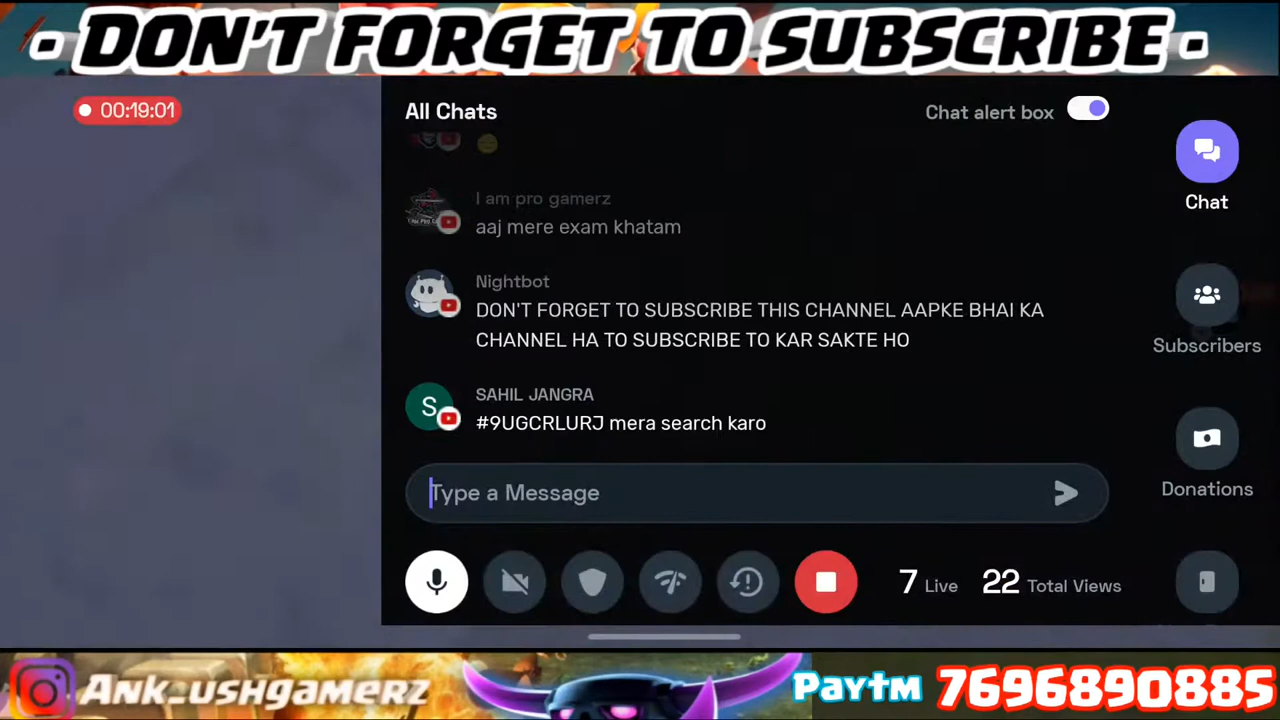 - DON'T FORGET TO SUBSCRIBE -
00:19:01
All Chats
Chat alert box
Chat
I am pro gamerz
aaj mere exam khatam
Nightbot
DON'T FORGET TO SUBSCRIBE THIS CHANNEL AAPKE BHAI KA
CHANNEL HA TO SUBSCRIBE TO KAR SAKTE HO
Subscribers
S
SAHIL JANGRA
#9UGCRLURJ mera search karo
Type a Message
Donations
7 Live
22 Total Views
Ank_ushgamerz
Paytm 7696890885